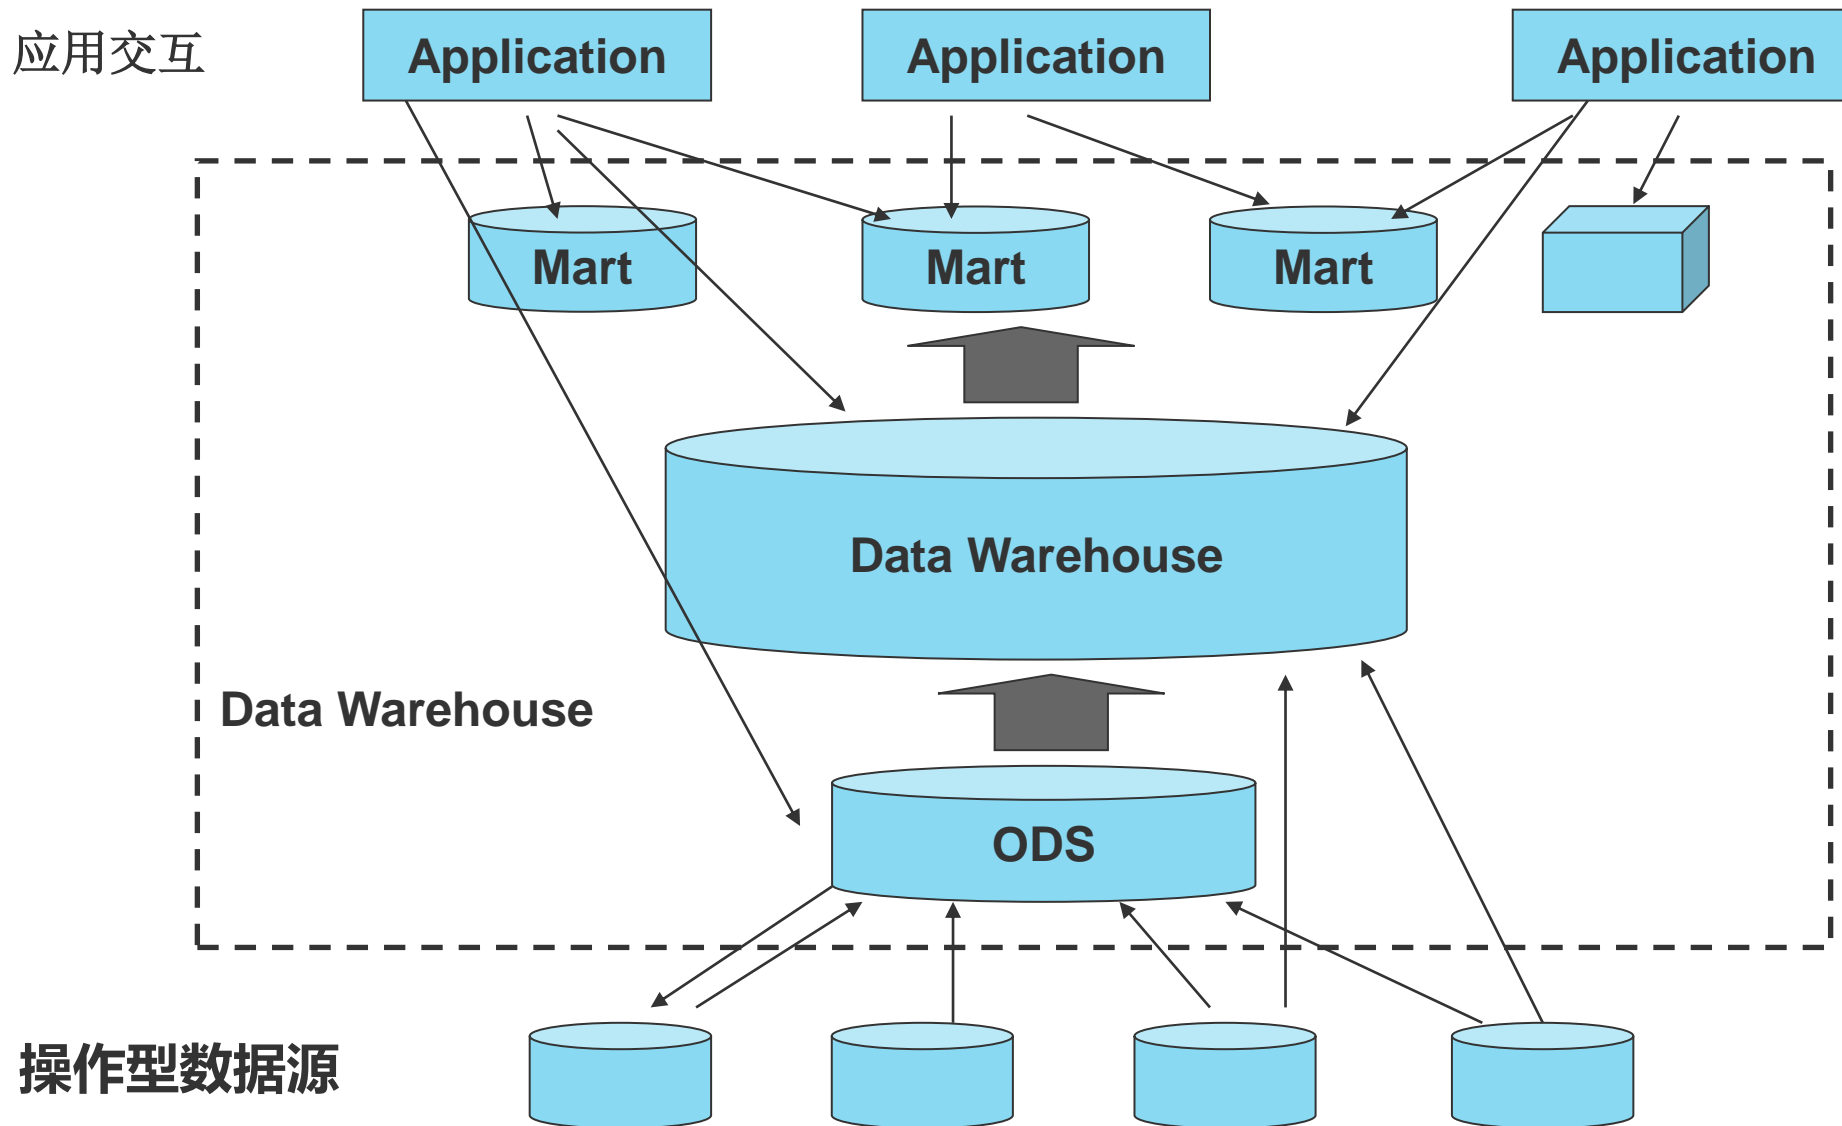 应用交互
Application
Application
Application
Mart
Mart
Mart
Data Warehouse
Data Warehouse
ODS
操作型数据源